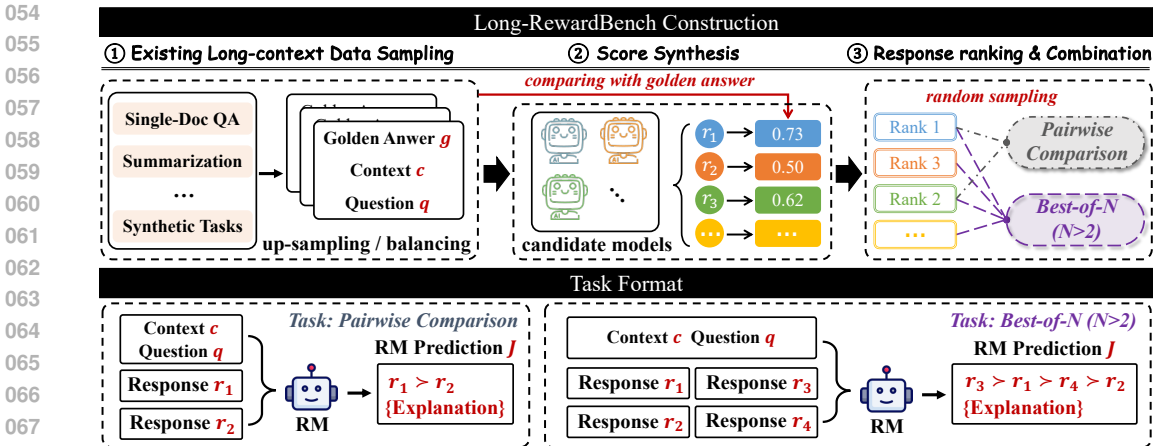 054
055
056
057
058
059
060
061
062
063
064
065
066
067
Long-RewardBench Construction
① Existing Long-context Data Sampling
② Score Synthesis
③ Response ranking & Combination
comparing with golden answer
Single-Doc QA
Summarization
...
Synthetic Tasks
Golden Anwer g
Context c
Question q
up-sampling / balancing
AI
AI
AI
candidate models
r1
0.73
r2
0.50
r3
0.62
...
...
random sampling
Rank 1
Rank 3
Rank 2
...
Pairwise
Comparison
Best-of-N
(N>2)
Task Format
Task: Pairwise Comparison
Context c
Question q
Response r1
Response r2
RM
RM Prediction J
r1 ≻ r2
{Explanation}
Task: Best-of-N (N>2)
Context c Question q
Response r1
Response r3
Response r2
Response r4
RM
RM Prediction J
r3 ≻ r1 ≻ r4 ≻ r2
{Explanation}